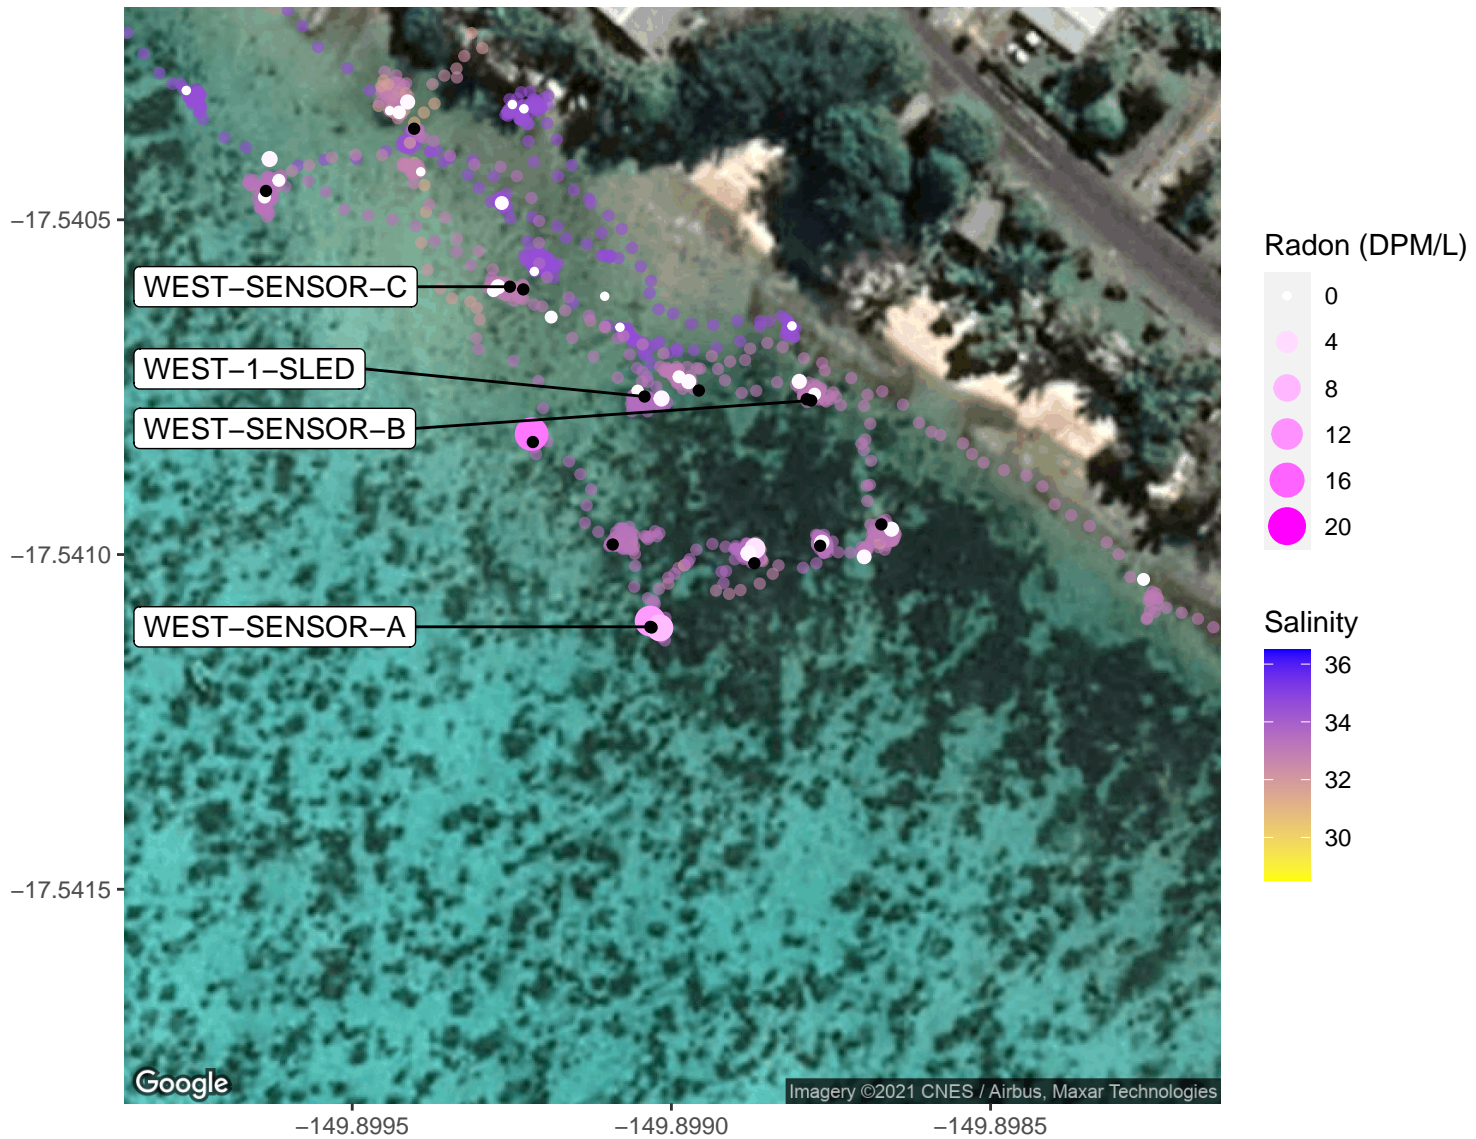 −17.5405
−17.5410
−17.5415
−149.8995
−149.8990
−149.8985
WEST−SENSOR−C
WEST−1−SLED
WEST−SENSOR−B
WEST−SENSOR−A
Google
Imagery ©2021 CNES / Airbus, Maxar Technologies
Radon (DPM/L)
0
4
8
12
16
20
Salinity
36
34
32
30